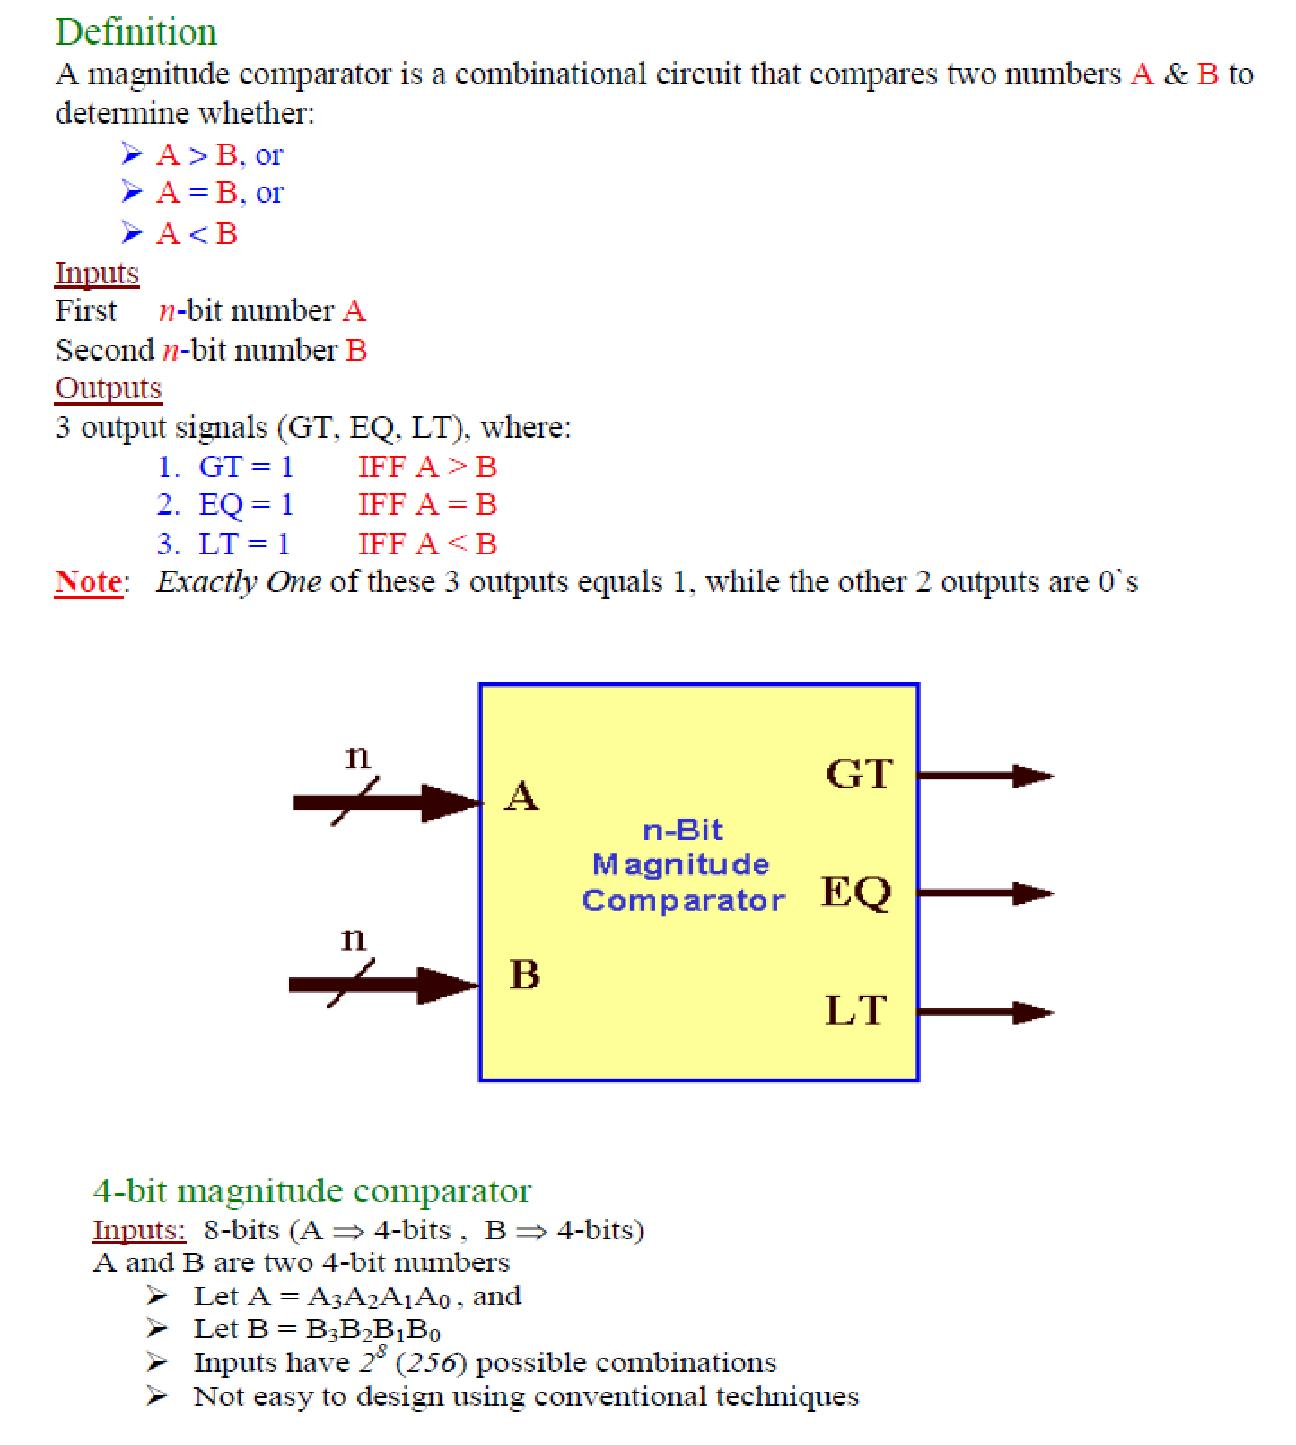 Definition
A magnitude comparator is a combinational circuit that compares two numbers A & B to
determine whether:
➢ A > B, or
➢ A = B, or
➢ A < B
Inputs
First n-bit number A
Second n-bit number B
Outputs
3 output signals (GT, EQ, LT), where:
1. GT = 1 IFF A > B
2. EQ = 1 IFF A = B
3. LT = 1 IFF A < B
Note: Exactly One of these 3 outputs equals 1, while the other 2 outputs are 0`s
n
A
GT
n-Bit
Magnitude
Comparator
EQ
n
B
LT
4-bit magnitude comparator
Inputs: 8-bits (A ⇒ 4-bits , B ⇒ 4-bits)
A and B are two 4-bit numbers
➢ Let A = A₃A₂A₁A₀ , and
➢ Let B = B₃B₂B₁B₀
➢ Inputs have 2⁸ (256) possible combinations
➢ Not easy to design using conventional techniques